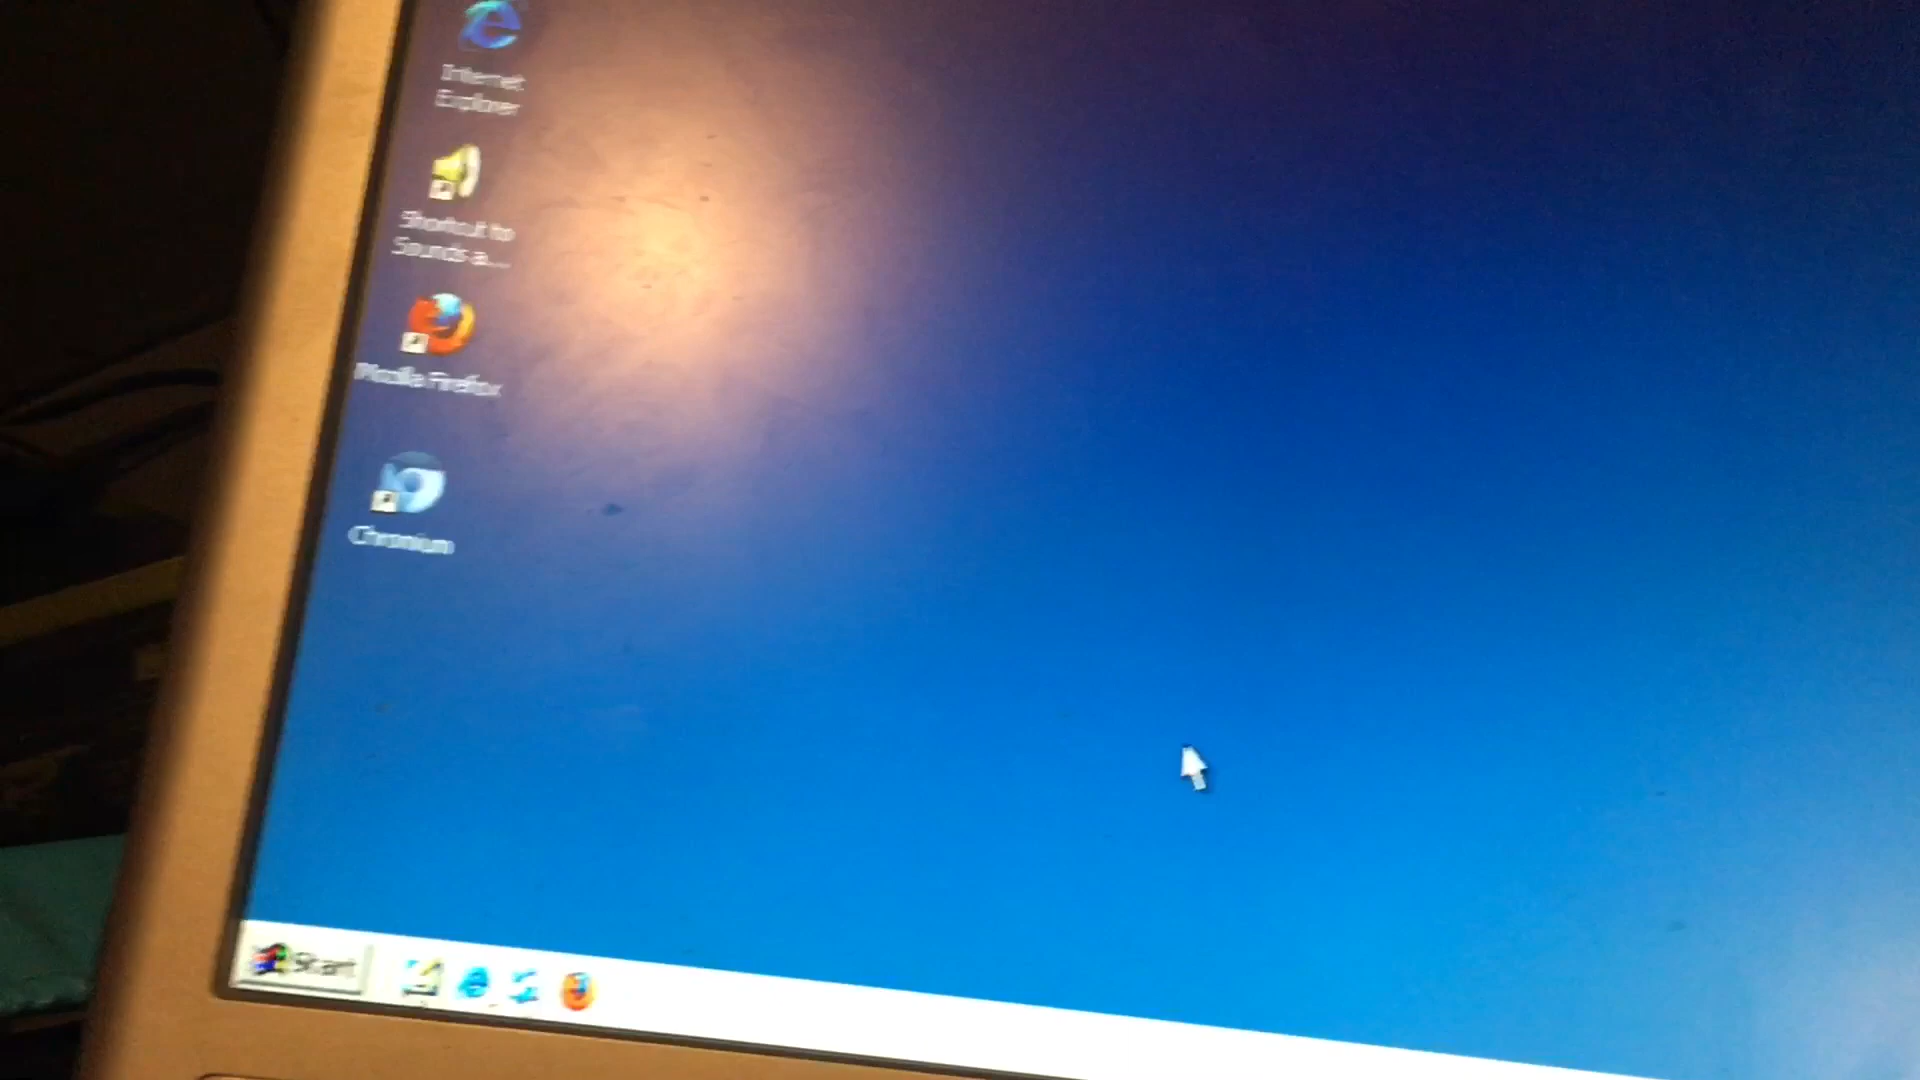 Internet
Explorer
Shortcut to
Sounds a...
Mozilla Firefox
Chromium
Start